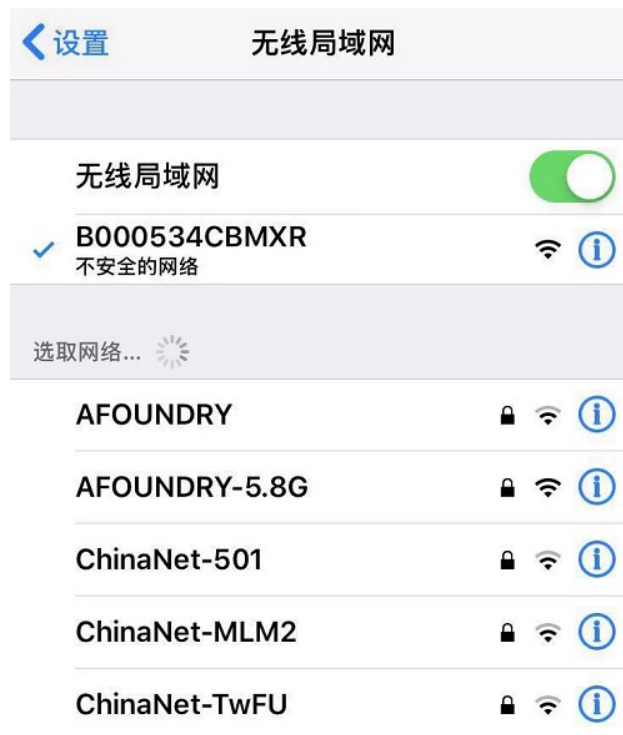 设置
无线局域网
无线局域网
B000534CBMXR
不安全的网络
选取网络...
AFOUNDRY
AFOUNDRY-5.8G
ChinaNet-501
ChinaNet-MLM2
ChinaNet-TwFU